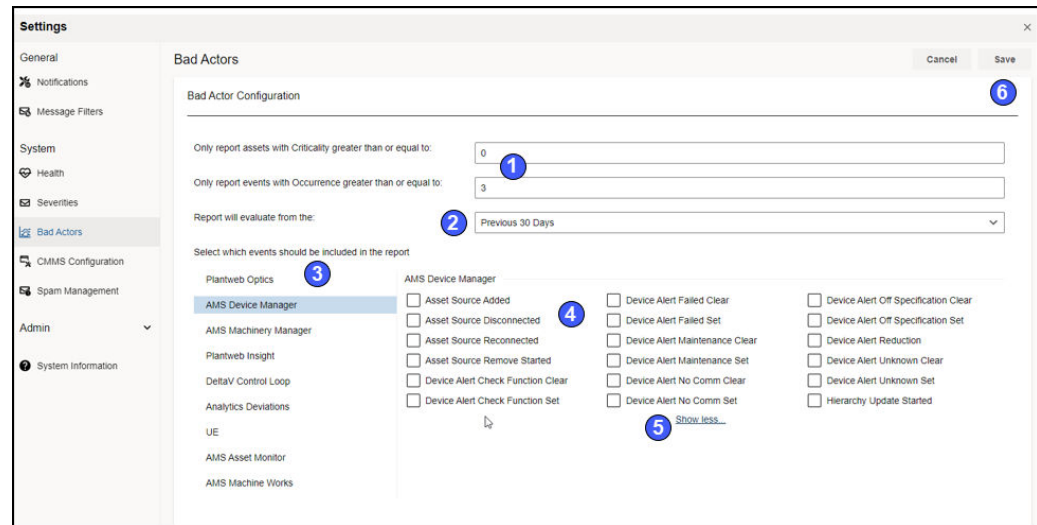 Settings
×
General
Notifications
Message Filters
System
Health
Severities
Bad Actors
CMMS Configuration
Spam Management
Admin
System Information
Bad Actors
Cancel Save
Bad Actor Configuration
6
Only report assets with Criticality greater than or equal to: 0
1
Only report events with Occurrence greater than or equal to: 3
Report will evaluate from the: 2 Previous 30 Days
Select which events should be included in the report
3
Plantweb Optics
AMS Device Manager
AMS Machinery Manager
Plantweb Insight
DeltaV Control Loop
Analytics Deviations
UE
AMS Asset Monitor
AMS Machine Works
AMS Device Manager
4
Asset Source Added Device Alert Failed Clear Device Alert Off Specification Clear
Asset Source Disconnected Device Alert Failed Set Device Alert Off Specification Set
Asset Source Reconnected Device Alert Maintenance Clear Device Alert Reduction
Asset Source Remove Started Device Alert Maintenance Set Device Alert Unknown Clear
Device Alert Check Function Clear Device Alert No Comm Clear Device Alert Unknown Set
Device Alert Check Function Set Device Alert No Comm Set Hierarchy Update Started
5 Show less...